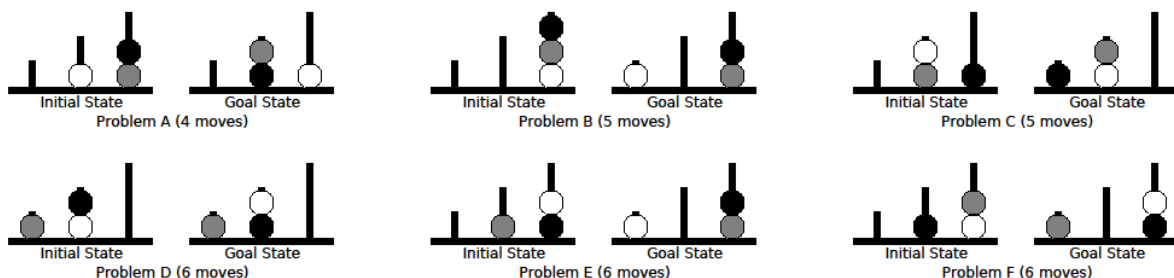 Initial State Goal State Initial State Goal State Initial State Goal State
Problem A (4 moves) Problem B (5 moves) Problem C (5 moves)
Initial State Goal State Initial State Goal State Initial State Goal State
Problem D (6 moves) Problem E (6 moves) Problem F (6 moves)